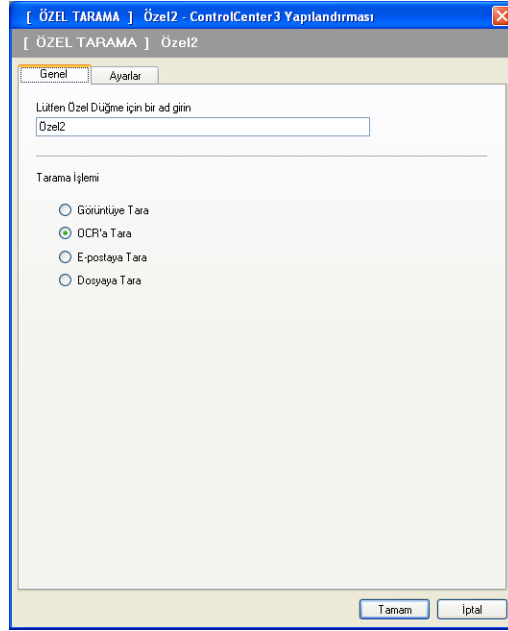 [ ÖZEL TARAMA ] Özel2 - ControlCenter3 Yapılandırması
[ ÖZEL TARAMA ] Özel2
Genel Ayarlar
Lütfen Özel Düğme için bir ad girin
Özel2
Tarama İşlemi
Görüntüye Tara
OCR'a Tara
E-postaya Tara
Dosyaya Tara
Tamam İptal